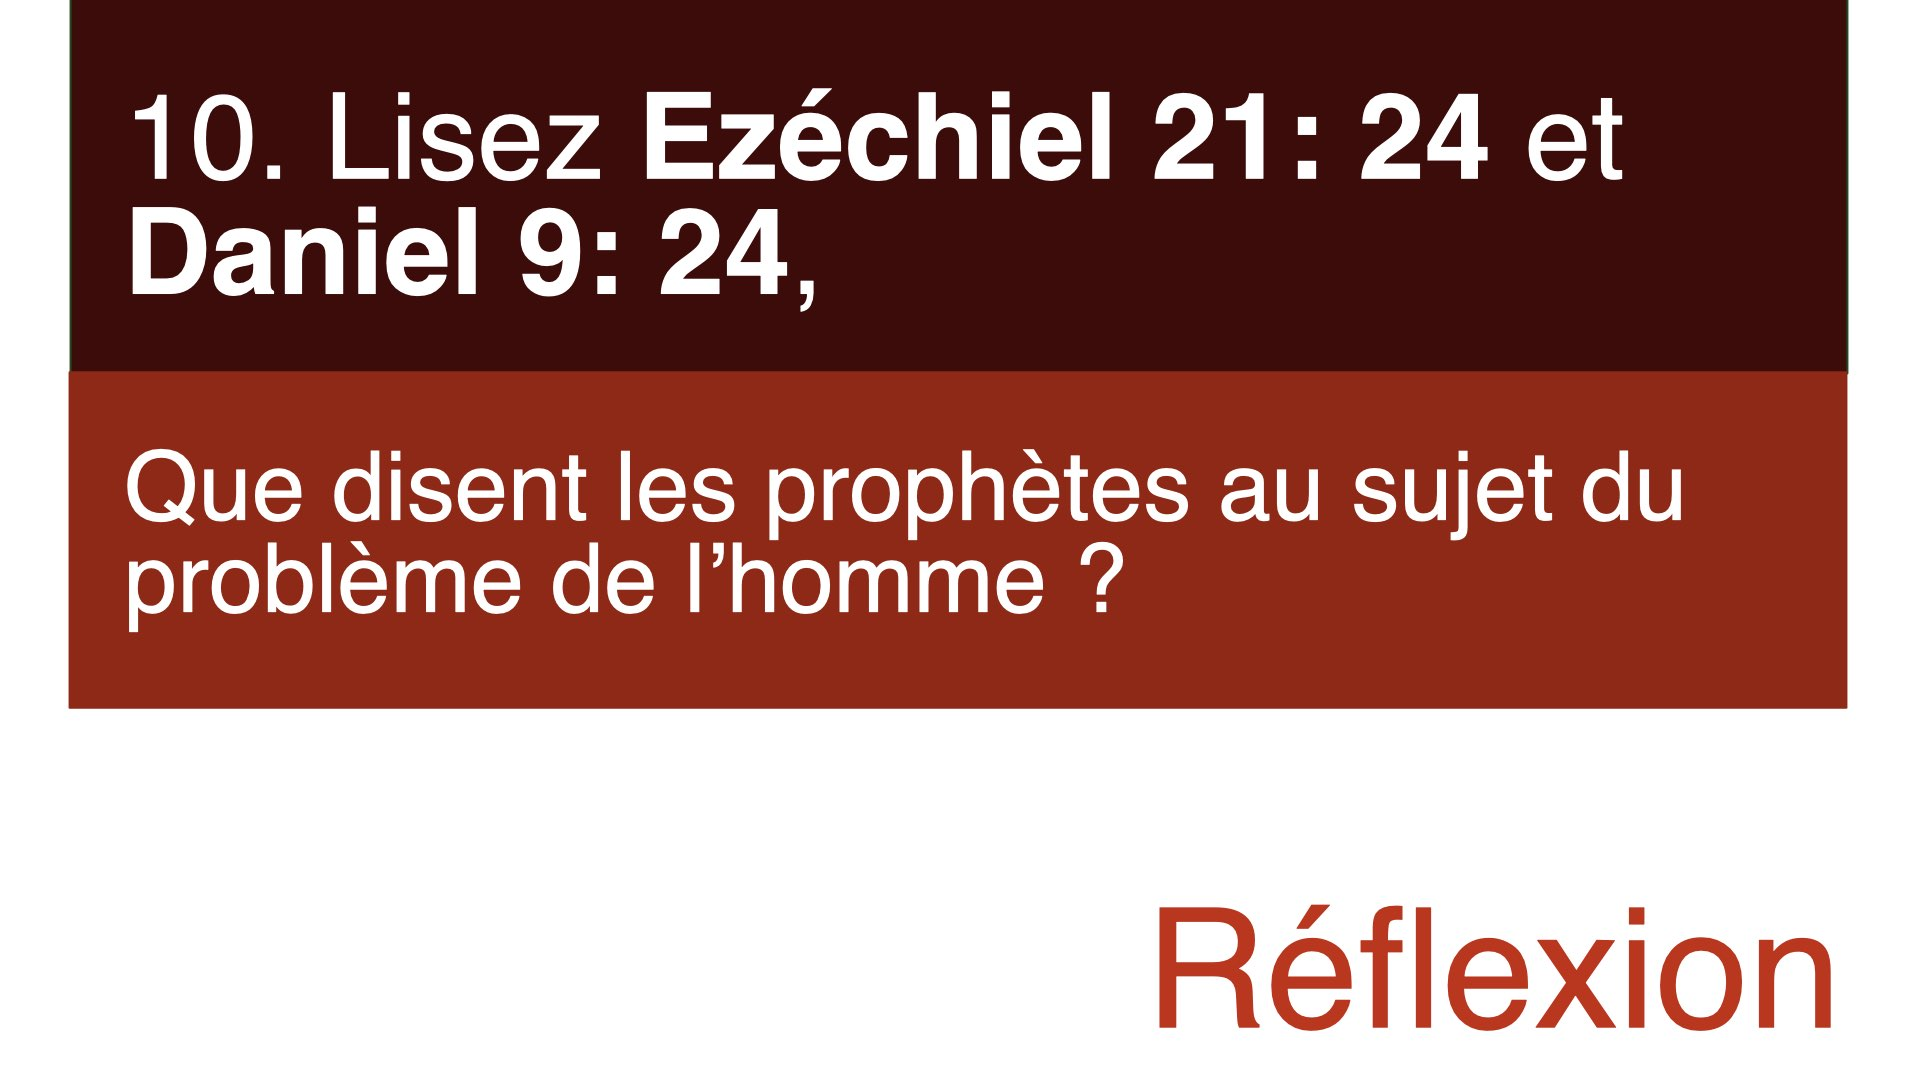 10. Lisez Ezéchiel 21: 24 et
Daniel 9: 24,
Que disent les prophètes au sujet du
problème de l’homme ?
Réflexion